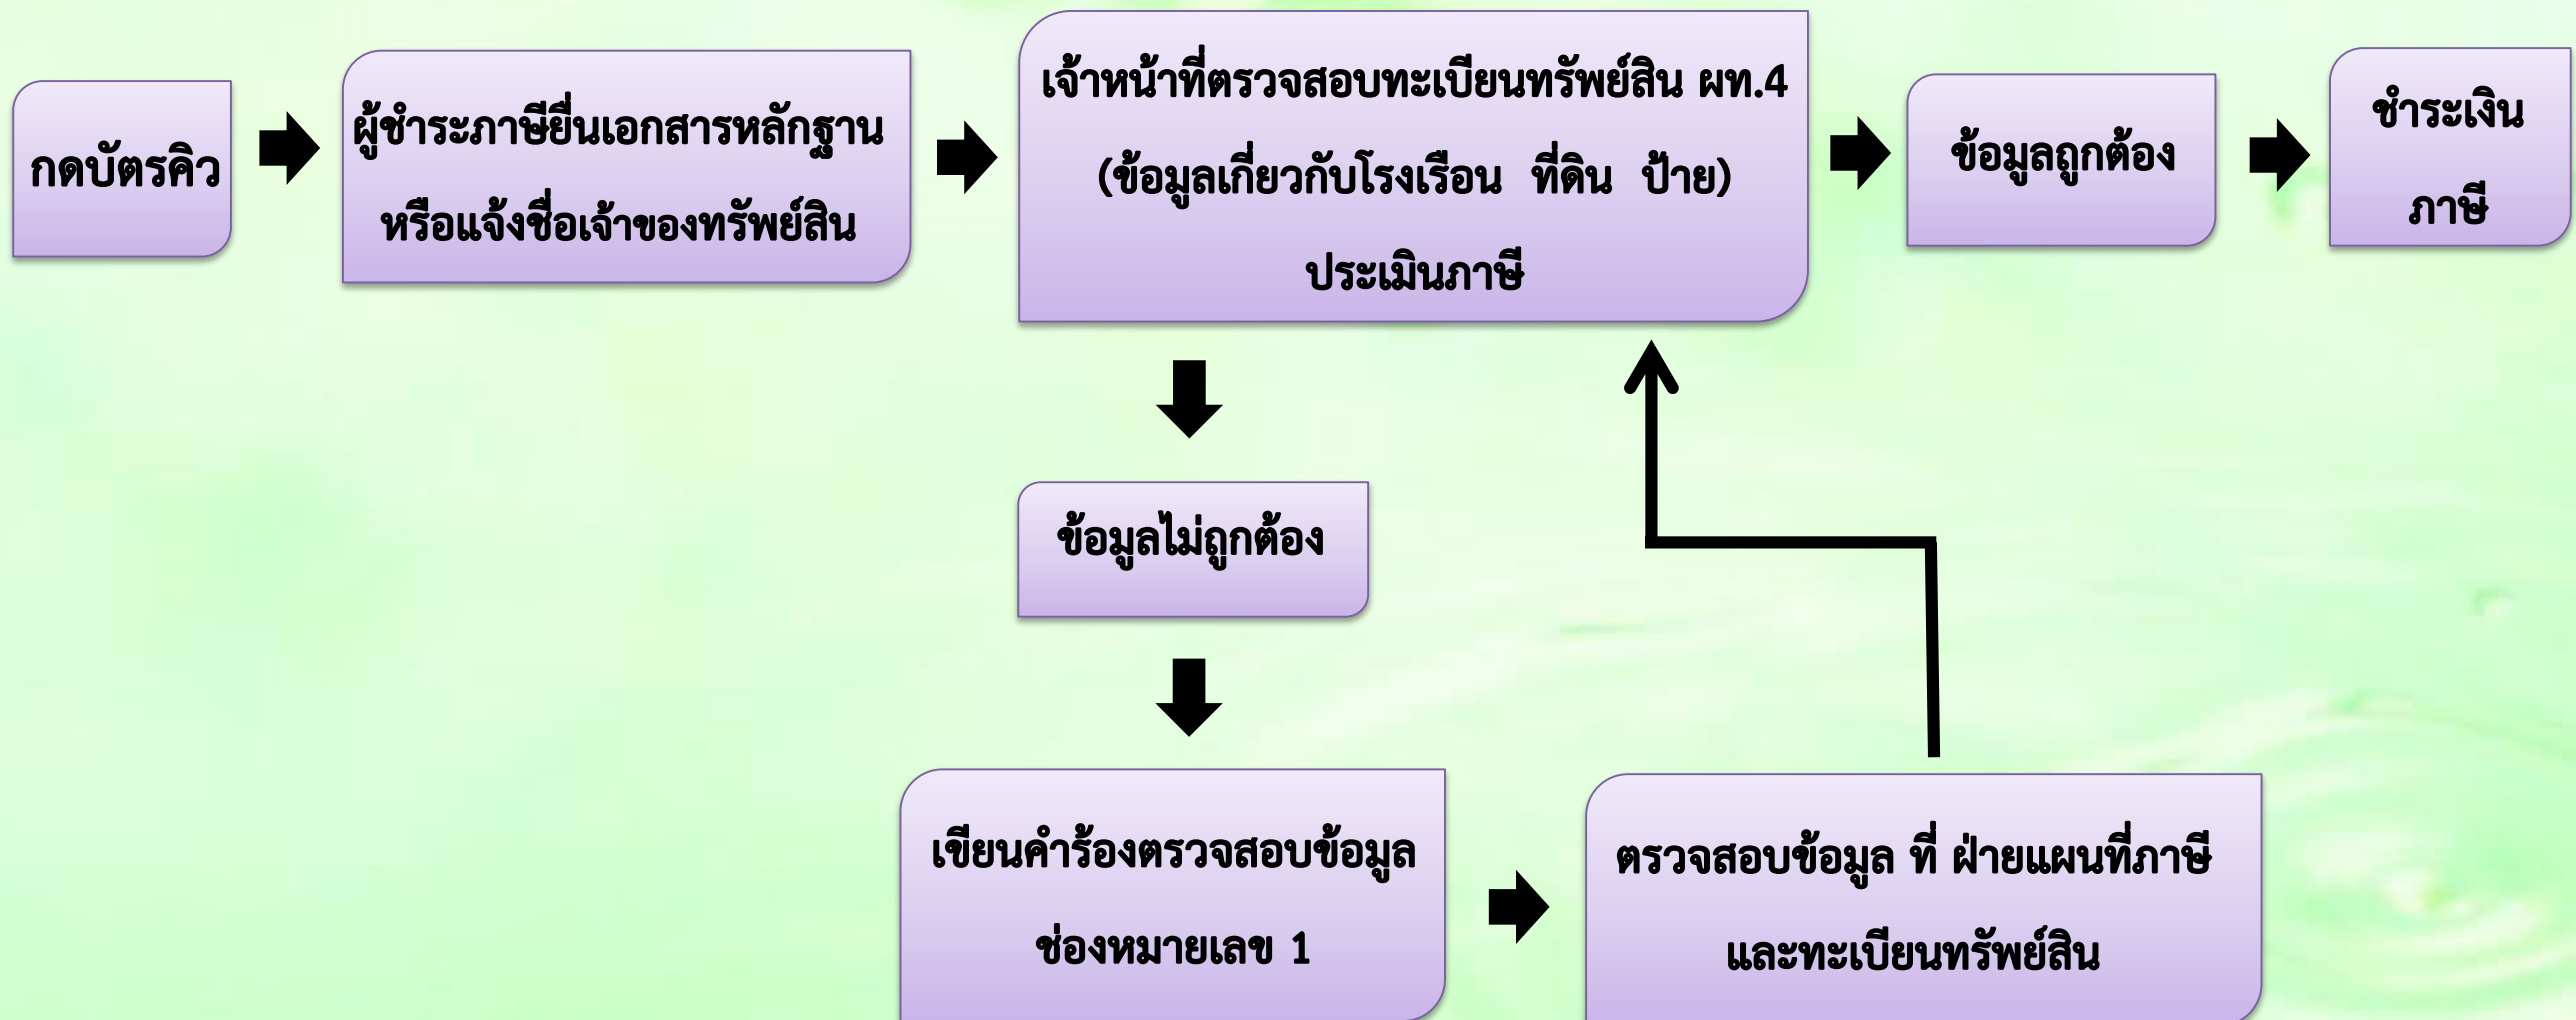 กดบัตรคิว
ผู้ชำระภาษียื่นเอกสารหลักฐาน
หรือแจ้งชื่อเจ้าของทรัพย์สิน
เจ้าหน้าที่ตรวจสอบทะเบียนทรัพย์สิน ผท.4
(ข้อมูลเกี่ยวกับโรงเรือน ที่ดิน ป้าย)
ประเมินภาษี
ข้อมูลถูกต้อง
ชำระเงิน
ภาษี
ข้อมูลไม่ถูกต้อง
เขียนคำร้องตรวจสอบข้อมูล
ช่องหมายเลข 1
ตรวจสอบข้อมูล ที่ ฝ่ายแผนที่ภาษี
และทะเบียนทรัพย์สิน